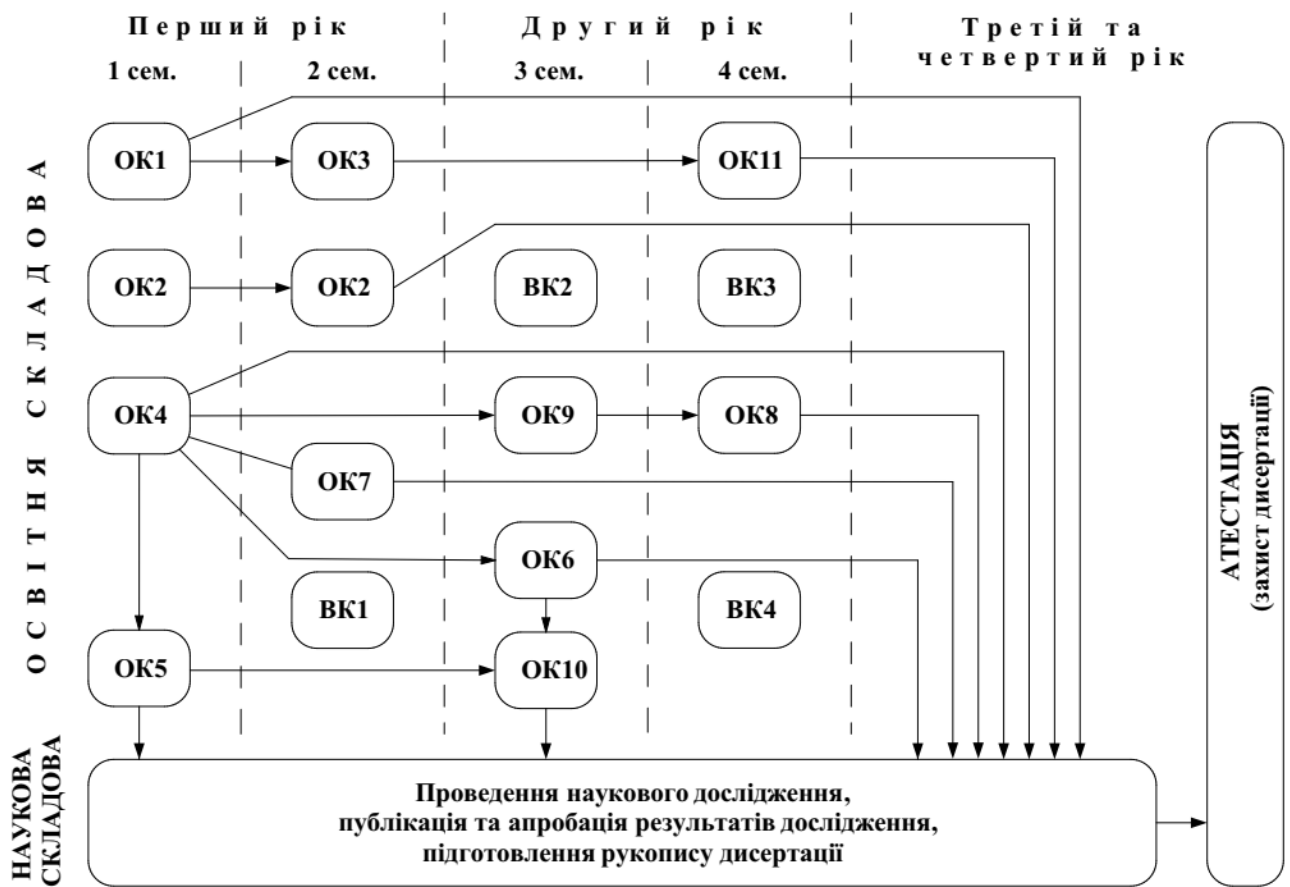 Перший рік
Другий рік
Третій та
четвертий рік
1 сем.
2 сем.
3 сем.
4 сем.
ОСВІТНЯ СКЛАДОВА
ОК1
ОК3
ОК11
ОК2
ОК2
ВК2
ВК3
ОК4
ОК9
ОК8
ОК7
ОК6
ВК1
ВК4
ОК5
ОК10
НАУКОВА
СКЛАДОВА
Проведення наукового дослідження,
публікація та апробація результатів дослідження,
підготовлення рукопису дисертації
АТЕСТАЦІЯ
(захист дисертації)